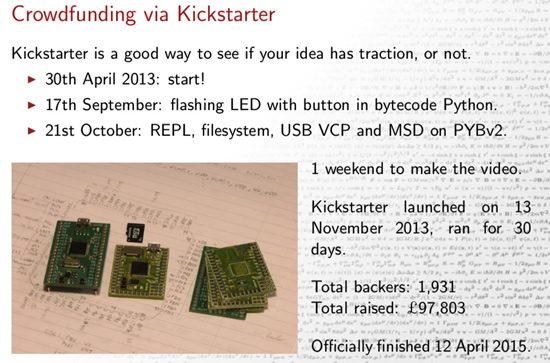 Crowdfunding via Kickstarter
Kickstarter is a good way to see if your idea has traction, or not.
▶ 30th April 2013: start!
▶ 17th September: flashing LED with button in bytecode Python.
▶ 21st October: REPL, filesystem, USB VCP and MSD on PYBv2.
1 weekend to make the video.
Kickstarter launched on 13
November 2013, ran for 30
days.
Total backers: 1,931
Total raised: £97,803
Officially finished 12 April 2015.